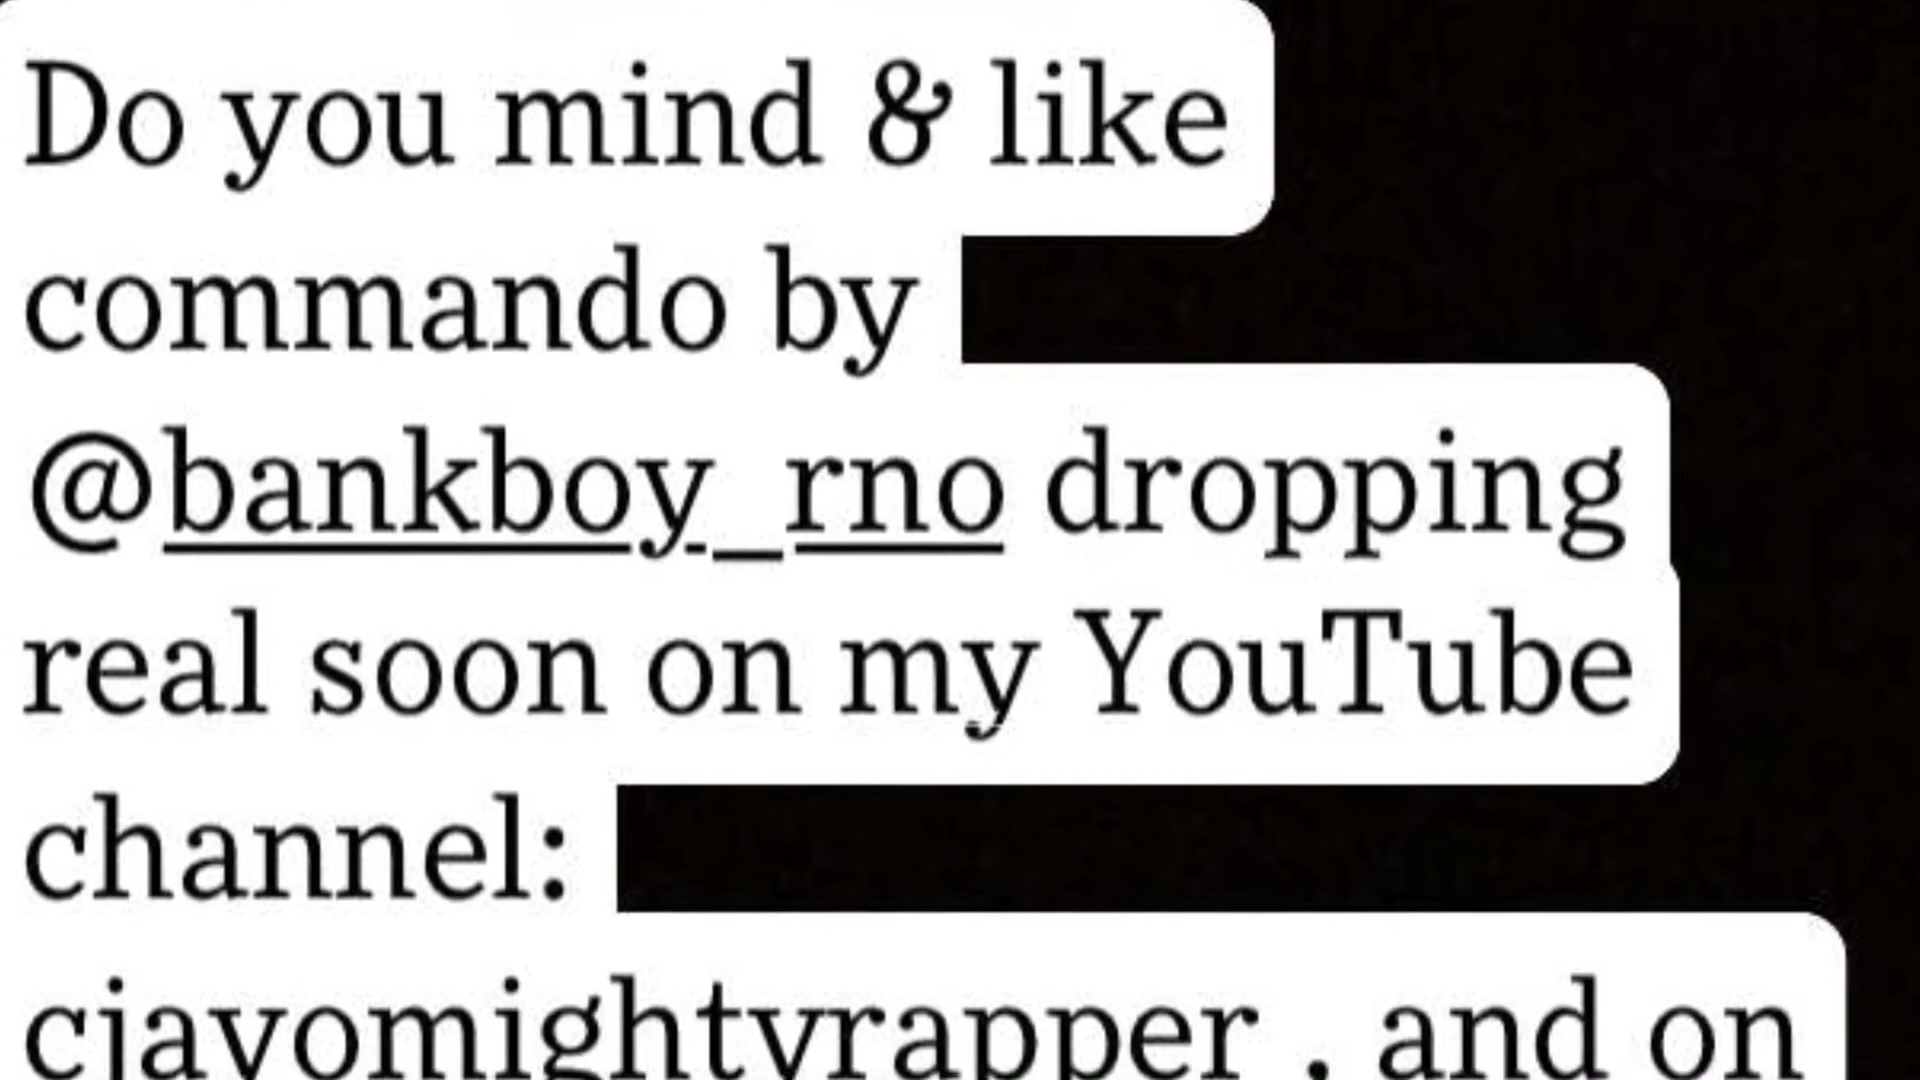 Do you mind & like
commando by
@bankboy_rno dropping
real soon on my YouTube
channel:
cjayomightyrapper , and on